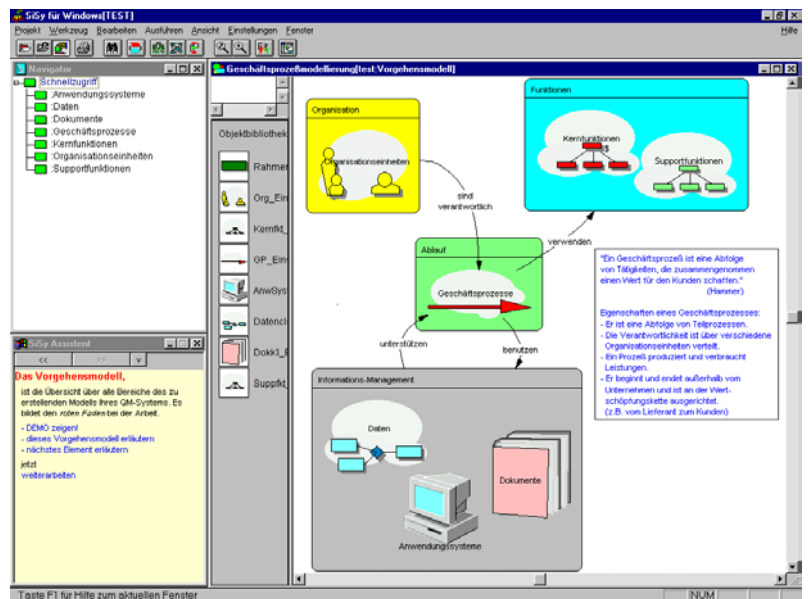 SiSy für Windows[TEST]
Projekt Werkzeug Bearbeiten Ausführen Ansicht Einstellungen Fenster Hilfe
Navigator
Schnellzugriff
:Anwendungssysteme
:Daten
:Dokumente
:Geschäftsprozesse
:Kernfunktionen
:Organisationseinheiten
:Supportfunktionen
SiSy Assistent
<< >> v
Das Vorgehensmodell,
ist die Übersicht über alle Bereiche des zu
erstellenden Modells Ihres QM-Systems. Es
bildet den roten Faden bei der Arbeit.
- DEMO zeigen!
- dieses Vorgehensmodell erläutern
- nächstes Element erläutern
jetzt
weiterarbeiten
Geschäftsprozeßmodellierung[test:Vorgehensmodell]
Objektbibliothek
Rahmen
Org_Ein
Kernfkt_
GP_Ein
AnwSys
Datencl
Dokkl_
Suppfkt_
Organisation
Organisationseinheiten
Funktionen
Kernfunktionen
Supportfunktionen
sind
verantwortlich
verwenden
Ablauf
Geschäftsprozesse
unterstützen
benutzen
Informations-Management
Daten
Dokumente
Anwendungssysteme
"Ein Geschäftsprozeß ist eine Abfolge
von Tätigkeiten, die zusammengenommen
einen Wert für den Kunden schaffen."
(Hammer)
Eigenschaften eines Geschäftsprozesses:
- Er ist eine Abfolge von Teilprozessen.
- Die Verantwortlichkeit ist über verschiedene
Organisationseinheiten verteilt.
- Ein Prozeß produziert und verbraucht
Leistungen.
- Er beginnt und endet außerhalb vom
Unternehmen und ist an der Wert-
schöpfungskette ausgerichtet.
(z.B. vom Lieferant zum Kunden)
Taste F1 für Hilfe zum aktuellen Fenster
NUM